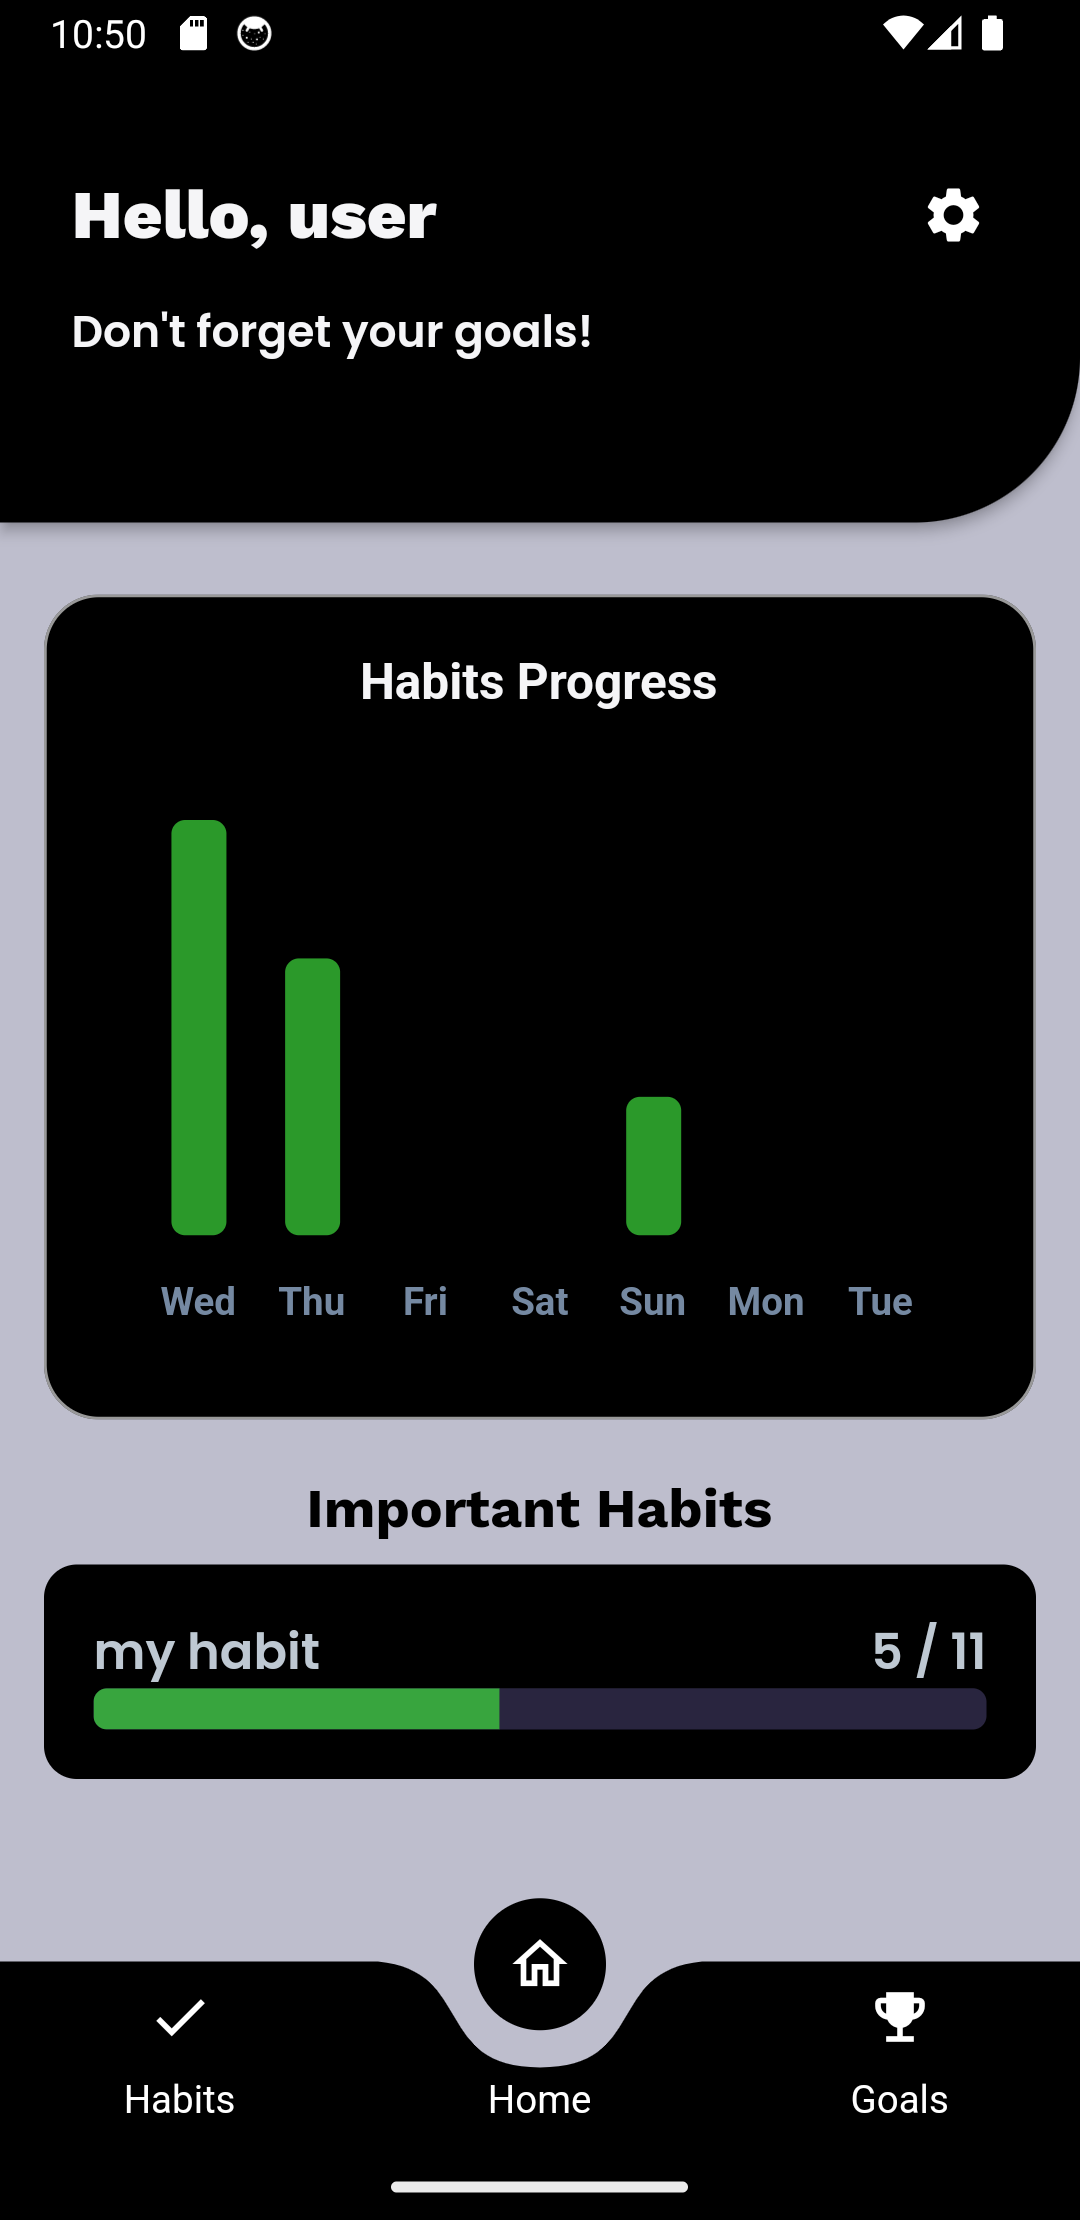 10:50
Hello, user
Don't forget your goals!
Habits Progress
Wed Thu Fri Sat Sun Mon Tue
Important Habits
my habit 5 / 11
Habits Home Goals